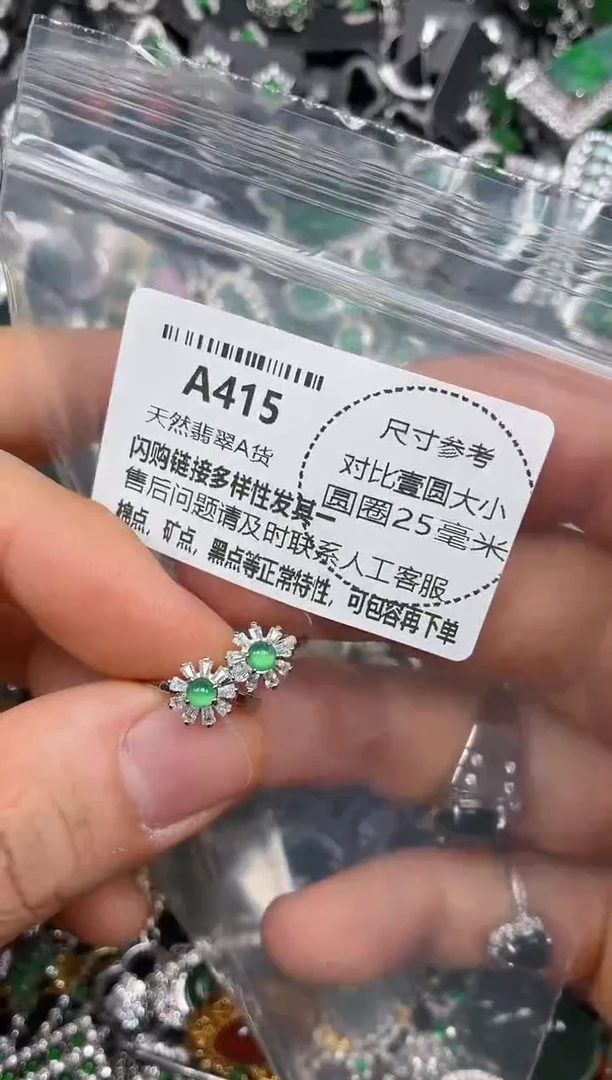 A415
天然翡翠A货
闪购链接多样性发其一
售后问题请及时联系人工客服
棉点, 矿点, 黑点等正常特性, 可包容再下单
尺寸参考
对比壹圆大小
圆圈25毫米